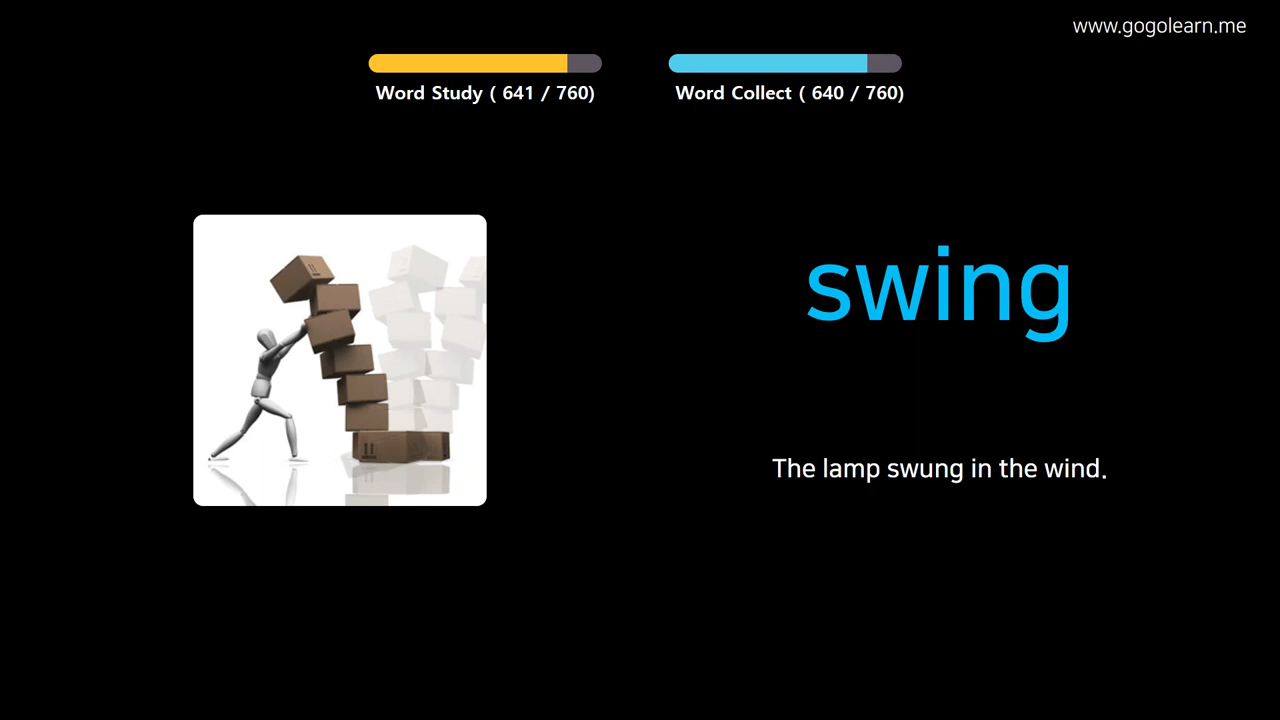 www.gogolearn.me
Word Study ( 641 / 760)
Word Collect ( 640 / 760)
swing
The lamp swung in the wind.